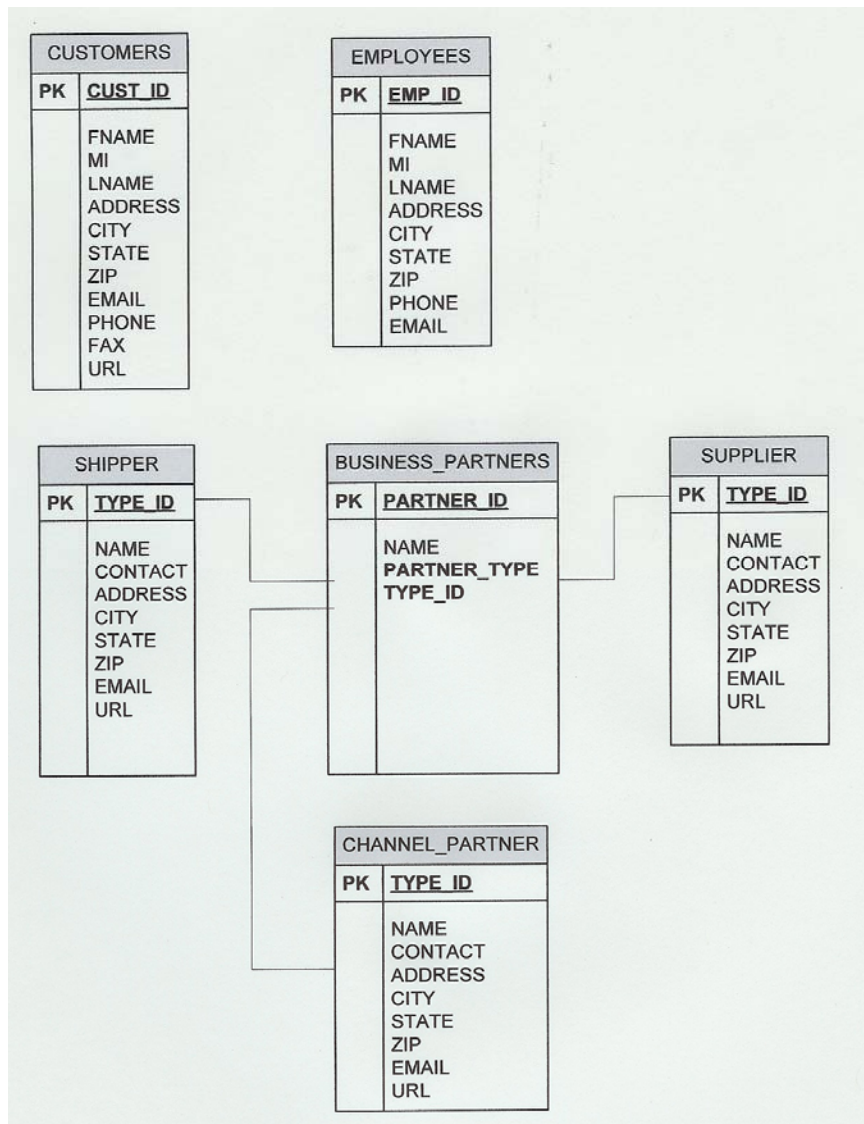 CUSTOMERS
PK CUST_ID
FNAME
MI
LNAME
ADDRESS
CITY
STATE
ZIP
EMAIL
PHONE
FAX
URL
EMPLOYEES
PK EMP_ID
FNAME
MI
LNAME
ADDRESS
CITY
STATE
ZIP
PHONE
EMAIL
SHIPPER
PK TYPE_ID
NAME
CONTACT
ADDRESS
CITY
STATE
ZIP
EMAIL
URL
BUSINESS_PARTNERS
PK PARTNER_ID
NAME
PARTNER_TYPE
TYPE_ID
SUPPLIER
PK TYPE_ID
NAME
CONTACT
ADDRESS
CITY
STATE
ZIP
EMAIL
URL
CHANNEL_PARTNER
PK TYPE_ID
NAME
CONTACT
ADDRESS
CITY
STATE
ZIP
EMAIL
URL